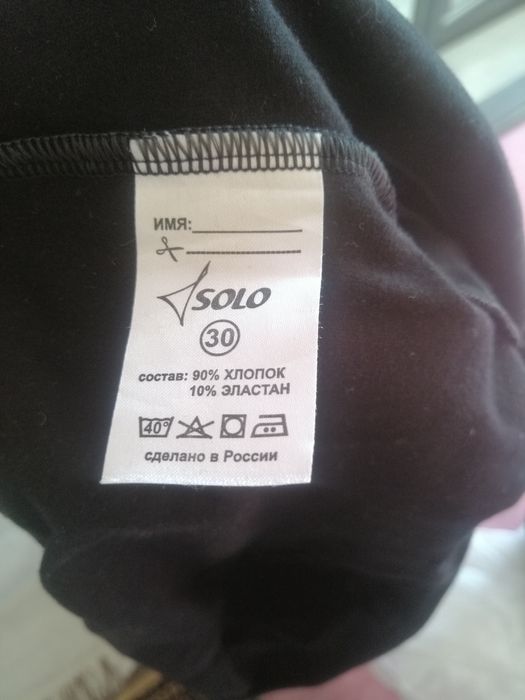 ИМЯ:
SOLO
30
состав: 90% ХЛОПОК
10% ЭЛАСТАН
40°
сделано в России